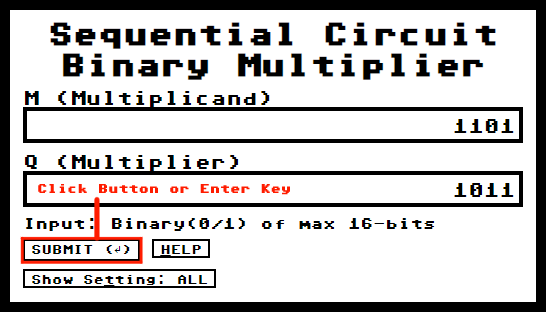 Sequential Circuit
Binary Multiplier
M (Multiplicand)
1101
Q (Multiplier)
Click Button or Enter Key
1011
Input: Binary(0/1) of max 16-bits
SUBMIT (↲) HELP
Show Setting: ALL